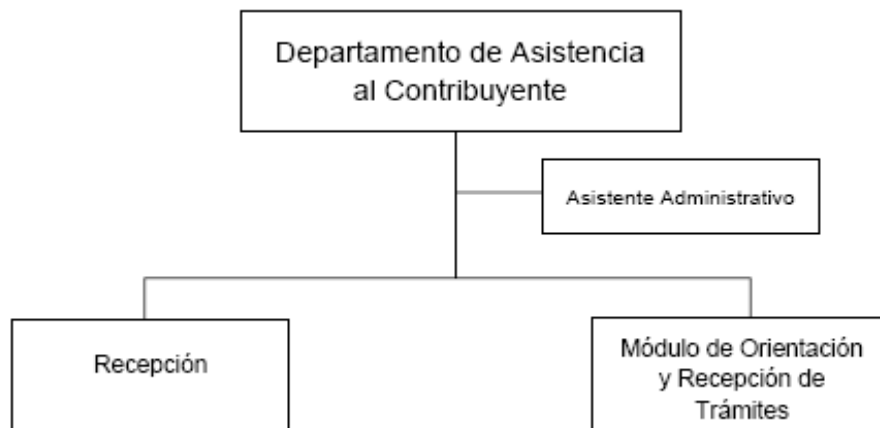 Departamento de Asistencia
al Contribuyente
Asistente Administrativo
Recepción
Módulo de Orientación
y Recepción de
Trámites